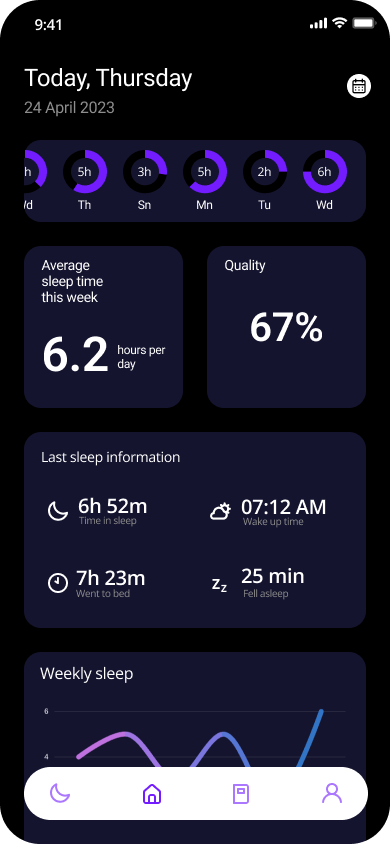 9:41
Today, Thursday
24 April 2023
h 5h 3h 5h 2h 6h
Th Sn Mn Tu Wd
Average
sleep time
this week
6.2 hours per
day
Quality
67%
Last sleep information
6h 52m
Time in sleep
07:12 AM
Wake up time
7h 23m
Went to bed
zz
25 min
Fell asleep
Weekly sleep
6
4